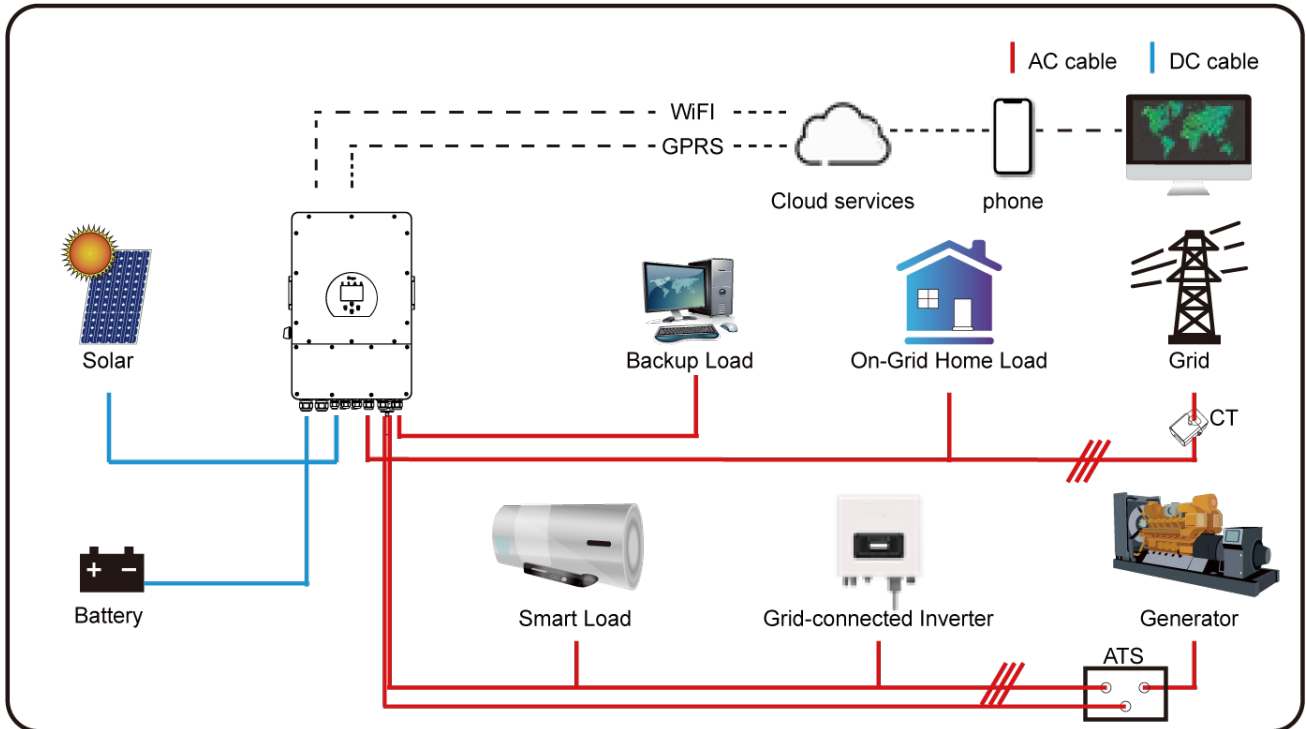 AC cable
DC cable
WiFI
GPRS
Cloud services
phone
Solar
Backup Load
On-Grid Home Load
Grid
CT
Battery
Smart Load
Grid-connected Inverter
Generator
ATS